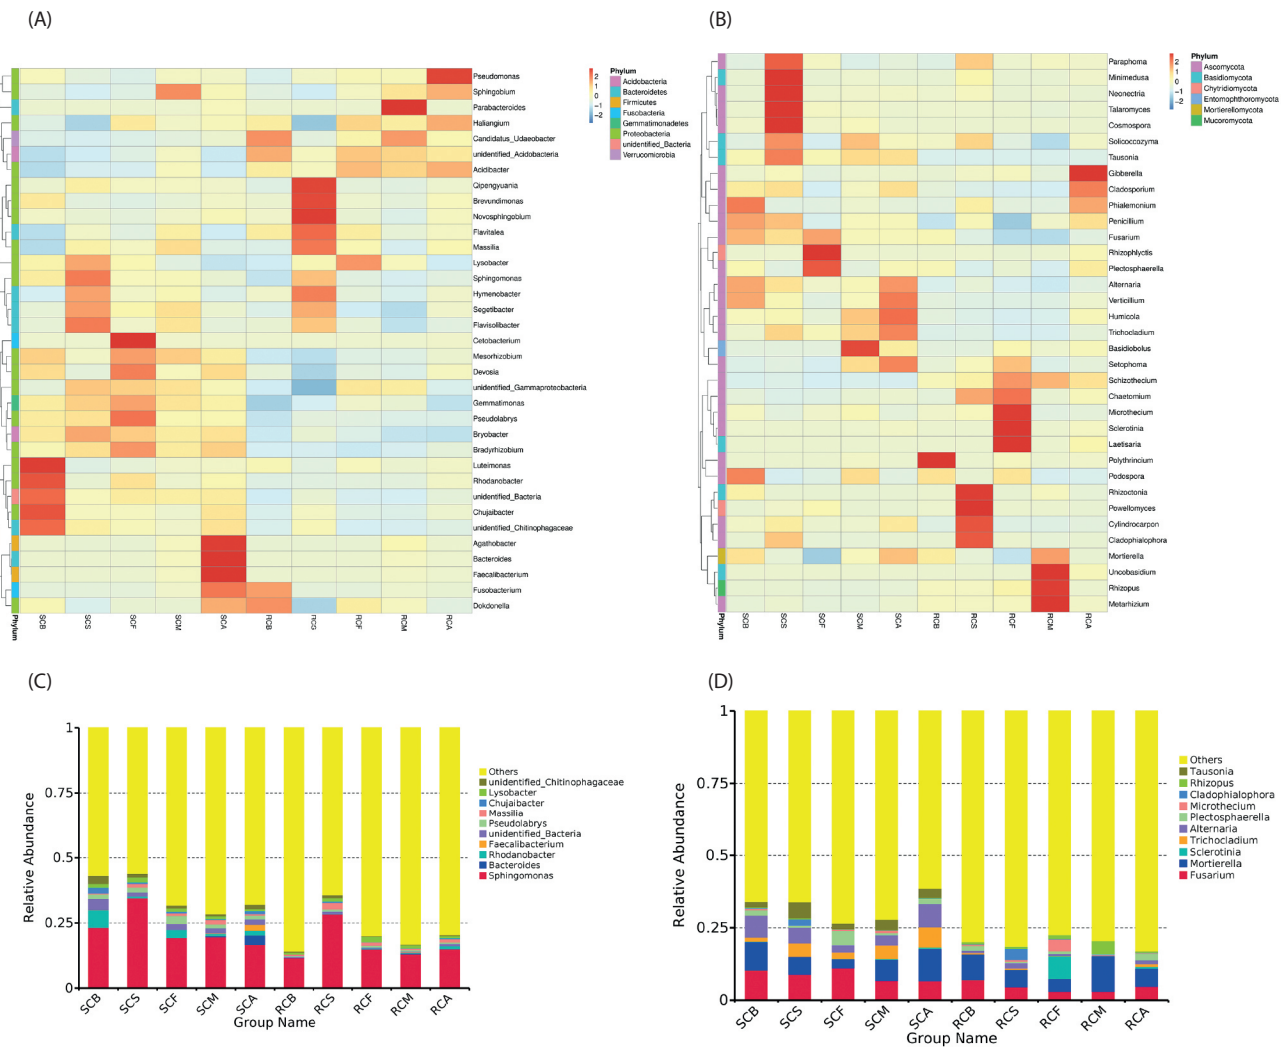 (A)
(B)
Pseudomonas
Sphingobium
Parabacteroides
Haliangium
Candidatus_Udaeobacter
unidentified_Acidobacteria
Acidibacter
Qipengyuania
Brevundimonas
Novosphingobium
Flavitalea
Massilia
Lysobacter
Sphingomonas
Hymenobacter
Segetibacter
Flavisolibacter
Cetobacterium
Mesorhizobium
Devosia
unidentified_Gammaproteobacteria
Gemmatimonas
Pseudolabrys
Bryobacter
Bradyrhizobium
Luteimonas
Rhodanobacter
unidentified_Bacteria
Chujaibacter
unidentified_Chitinophagaceae
Agathobacter
Bacteroides
Faecalibacterium
Fusobacterium
Dokdonella
Phylum
SCB
SCS
SCF
SCM
SCA
RCB
RCS
RCF
RCM
RCA
2
1
0
−1
−2
Phylum
Acidobacteria
Bacteroidetes
Firmicutes
Fusobacteria
Gemmatimonadetes
Proteobacteria
unidentified_Bacteria
Verrucomicrobia
Paraphoma
Minimedusa
Neonectria
Talaromyces
Cosmospora
Solicoccozyma
Tausonia
Gibberella
Cladosporium
Phialemonium
Penicillium
Fusarium
Rhizophlyctis
Plectosphaerella
Alternaria
Verticillium
Humicola
Trichocladium
Basidiobolus
Setophoma
Schizothecium
Chaetomium
Microthecium
Sclerotinia
Laetisaria
Polythrincium
Podospora
Rhizoctonia
Powellomyces
Cylindrocarpon
Cladophialophora
Mortierella
Uncobasidium
Rhizopus
Metarhizium
Phylum
SCB
SCS
SCF
SCM
SCA
RCB
RCS
RCF
RCM
RCA
2
1
0
−1
−2
Phylum
Ascomycota
Basidiomycota
Chytridiomycota
Entomophthoromycota
Mortierellomycota
Mucoromycota
(C)
Relative Abundance
1
0.75
0.5
0.25
0
SCB
SCS
SCF
SCM
SCA
RCB
RCS
RCF
RCM
RCA
Group Name
Others
unidentified_Chitinophagaceae
Lysobacter
Chujaibacter
Massilia
Pseudolabrys
unidentified_Bacteria
Faecalibacterium
Rhodanobacter
Bacteroides
Sphingomonas
(D)
Relative Abundance
1
0.75
0.5
0.25
0
SCB
SCS
SCF
SCM
SCA
RCB
RCS
RCF
RCM
RCA
Group Name
Others
Tausonia
Rhizopus
Cladophialophora
Microthecium
Plectosphaerella
Alternaria
Trichocladium
Sclerotinia
Mortierella
Fusarium